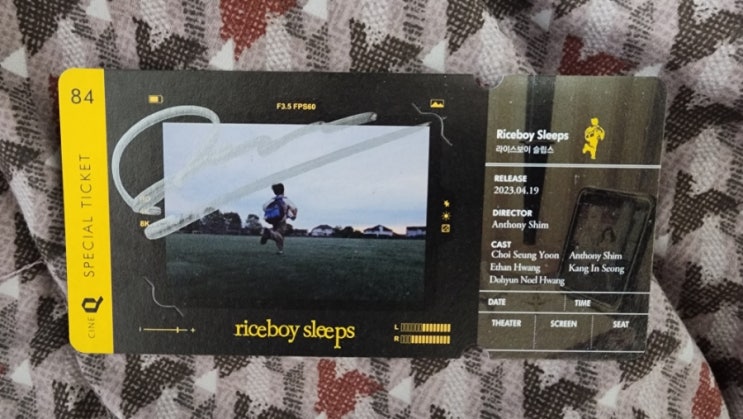 84
SPECIAL TICKET
CINE Q
F3.5 FPS60
8K
riceboy sleeps
- +
L
R
Riceboy Sleeps
라이스보이 슬립스
RELEASE
2023.04.19
DIRECTOR
Anthony Shim
CAST
Choi Seung Yoon Anthony Shim
Ethan Hwang Kang In Seong
Dohyun Noel Hwang
DATE TIME
THEATER SCREEN SEAT